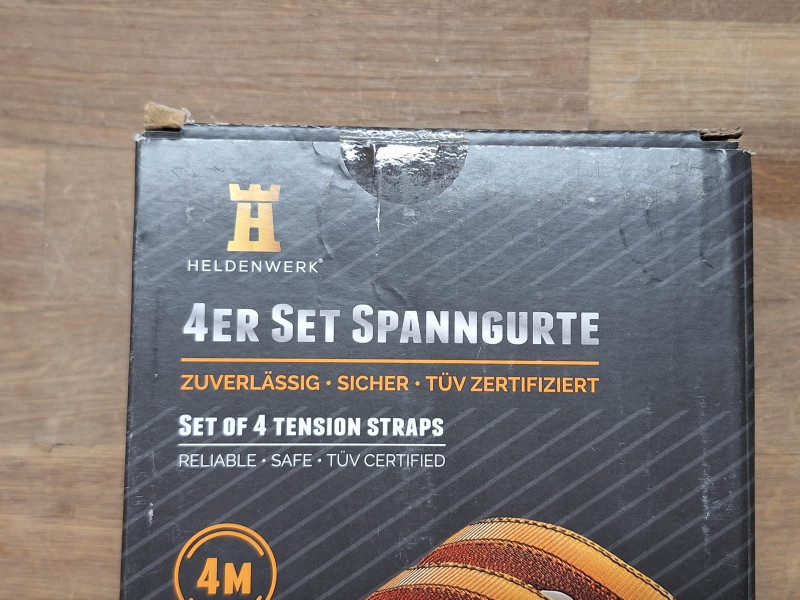 HELDENWERK®
4ER SET SPANNGURTE
ZUVERLÄSSIG • SICHER • TÜV ZERTIFIZIERT
SET OF 4 TENSION STRAPS
RELIABLE • SAFE • TÜV CERTIFIED
4M